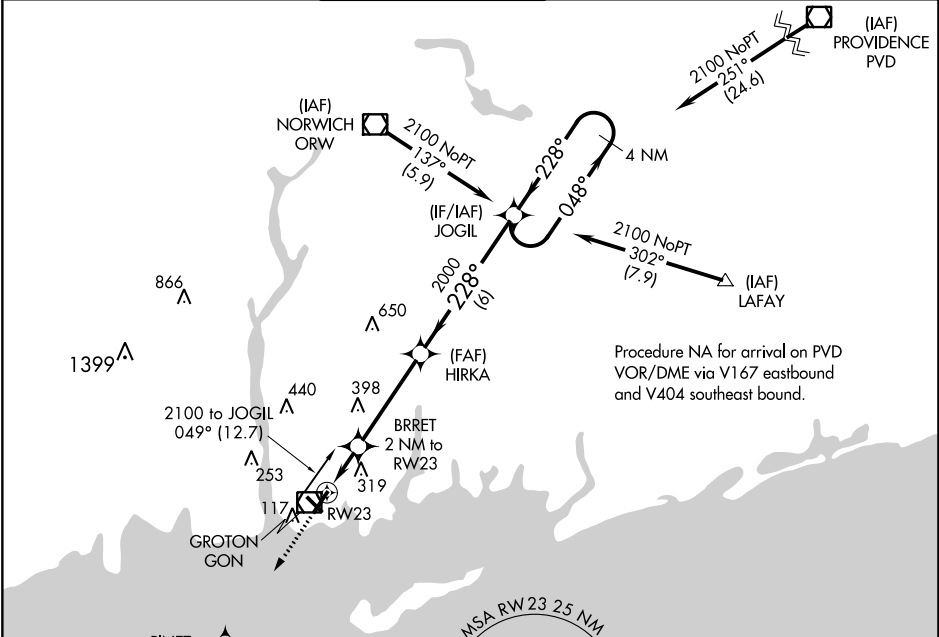 (IAF)
PROVIDENCE
PVD
2100 NoPT
251°
(24.6)
(IAF)
NORWICH
ORW
2100 NoPT
137°
(5.9)
228°
048°
4 NM
(IF/IAF)
JOGIL
2100 NoPT
302°
(7.9)
(IAF)
LAFAY
2000
228°
(6)
866
650
1399
(FAF)
HIRKA
Procedure NA for arrival on PVD
VOR/DME via V167 eastbound
and V404 southeast bound.
440
398
2100 to JOGIL
049° (12.7)
BRRET
2 NM to
RW23
253
319
117
RW23
GROTON
GON
MSA RW23 25 NM